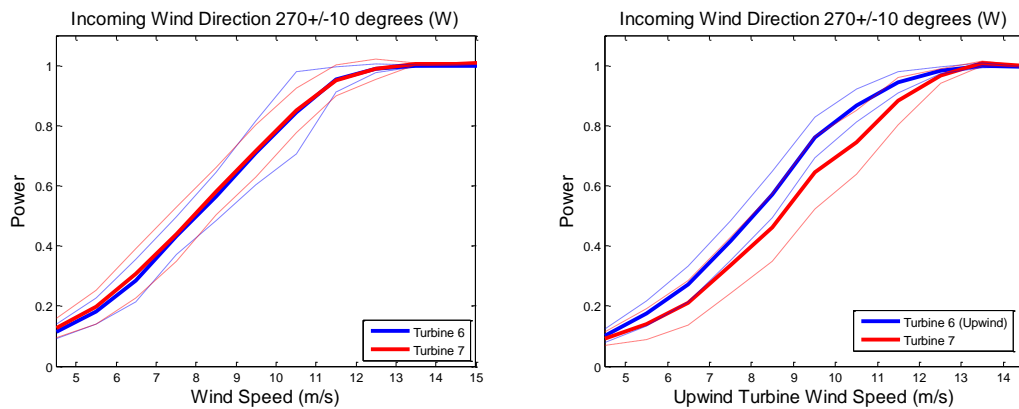 Incoming Wind Direction 270+/-10 degrees (W)
1
0.8
0.6
0.4
0.2
0
Power
5 6 7 8 9 10 11 12 13 14 15
Wind Speed (m/s)
Turbine 6
Turbine 7
Incoming Wind Direction 270+/-10 degrees (W)
1
0.8
0.6
0.4
0.2
0
Power
5 6 7 8 9 10 11 12 13 14
Upwind Turbine Wind Speed (m/s)
Turbine 6 (Upwind)
Turbine 7